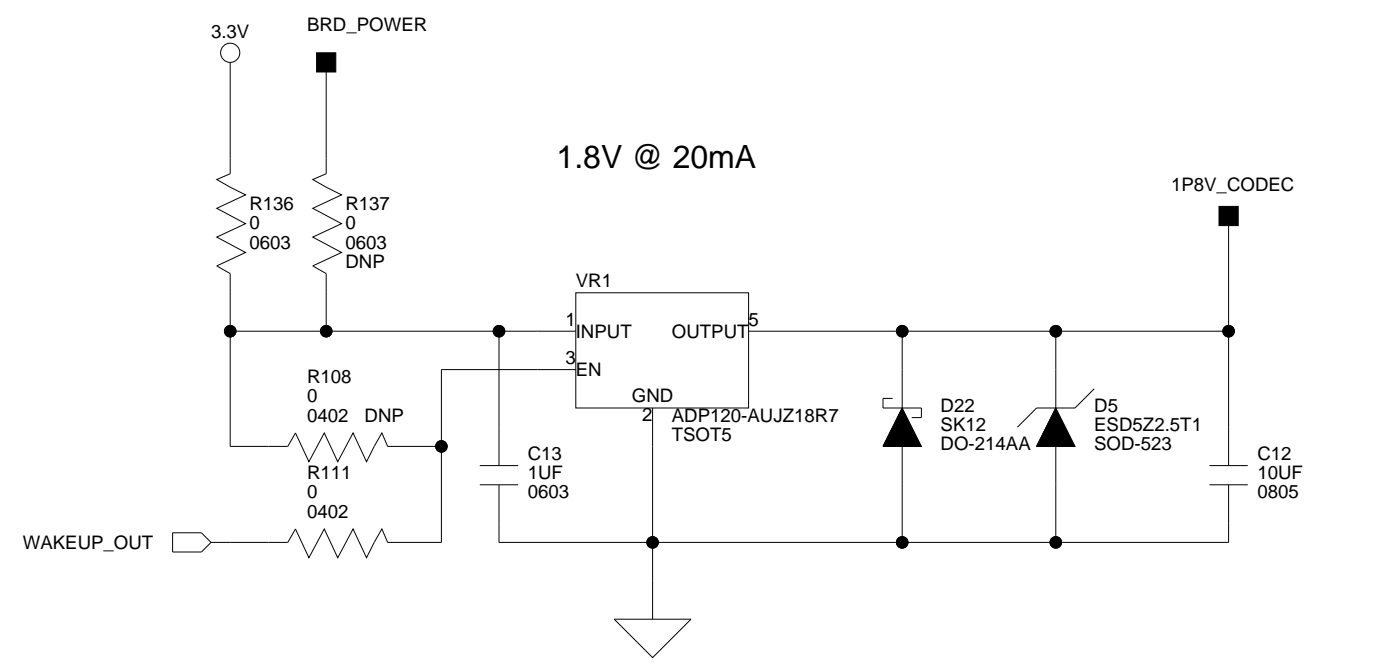 3.3V
BRD_POWER
1.8V @ 20mA
1P8V_CODEC
R136
0
0603
R137
0
0603
DNP
VR1
1
INPUT
OUTPUT
5
3
EN
GND
2
ADP120-AUJZ18R7
TSOT5
R108
0
0402 DNP
R111
0
0402
WAKEUP_OUT
C13
1UF
0603
D22
SK12
DO-214AA
D5
ESD5Z2.5T1
SOD-523
C12
10UF
0805